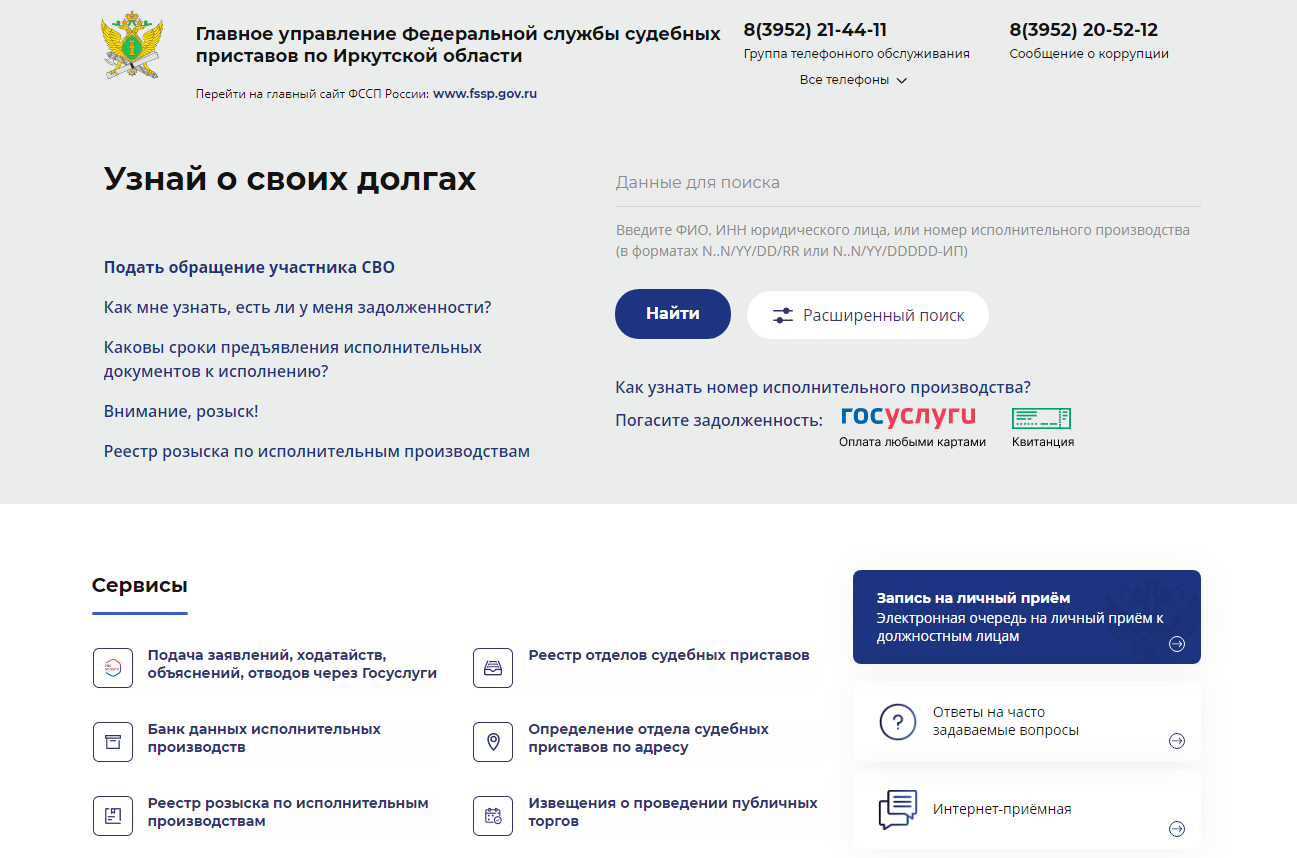 Главное управление Федеральной службы судебных
приставов по Иркутской области
Перейти на главный сайт ФССП России: www.fssp.gov.ru
8(3952) 21-44-11
Группа телефонного обслуживания
Все телефоны
8(3952) 20-52-12
Сообщение о коррупции
Узнай о своих долгах
Подать обращение участника СВО
Как мне узнать, есть ли у меня задолженности?
Каковы сроки предъявления исполнительных
документов к исполнению?
Внимание, розыск!
Реестр розыска по исполнительным производствам
Данные для поиска
Введите ФИО, ИНН юридического лица, или номер исполнительного производства
(в форматах N..N/YY/DD/RR или N..N/YY/DDDDD-ИП)
Найти
Расширенный поиск
Как узнать номер исполнительного производства?
Погасите задолженность:
госуслуги
Оплата любыми картами
Квитанция
Сервисы
Подача заявлений, ходатайств,
объяснений, отводов через Госуслуги
Банк данных исполнительных
производств
Реестр розыска по исполнительным
производствам
Реестр отделов судебных приставов
Определение отдела судебных
приставов по адресу
Извещения о проведении публичных
торгов
Запись на личный приём
Электронная очередь на личный приём к
должностным лицам
Ответы на часто
задаваемые вопросы
Интернет-приёмная